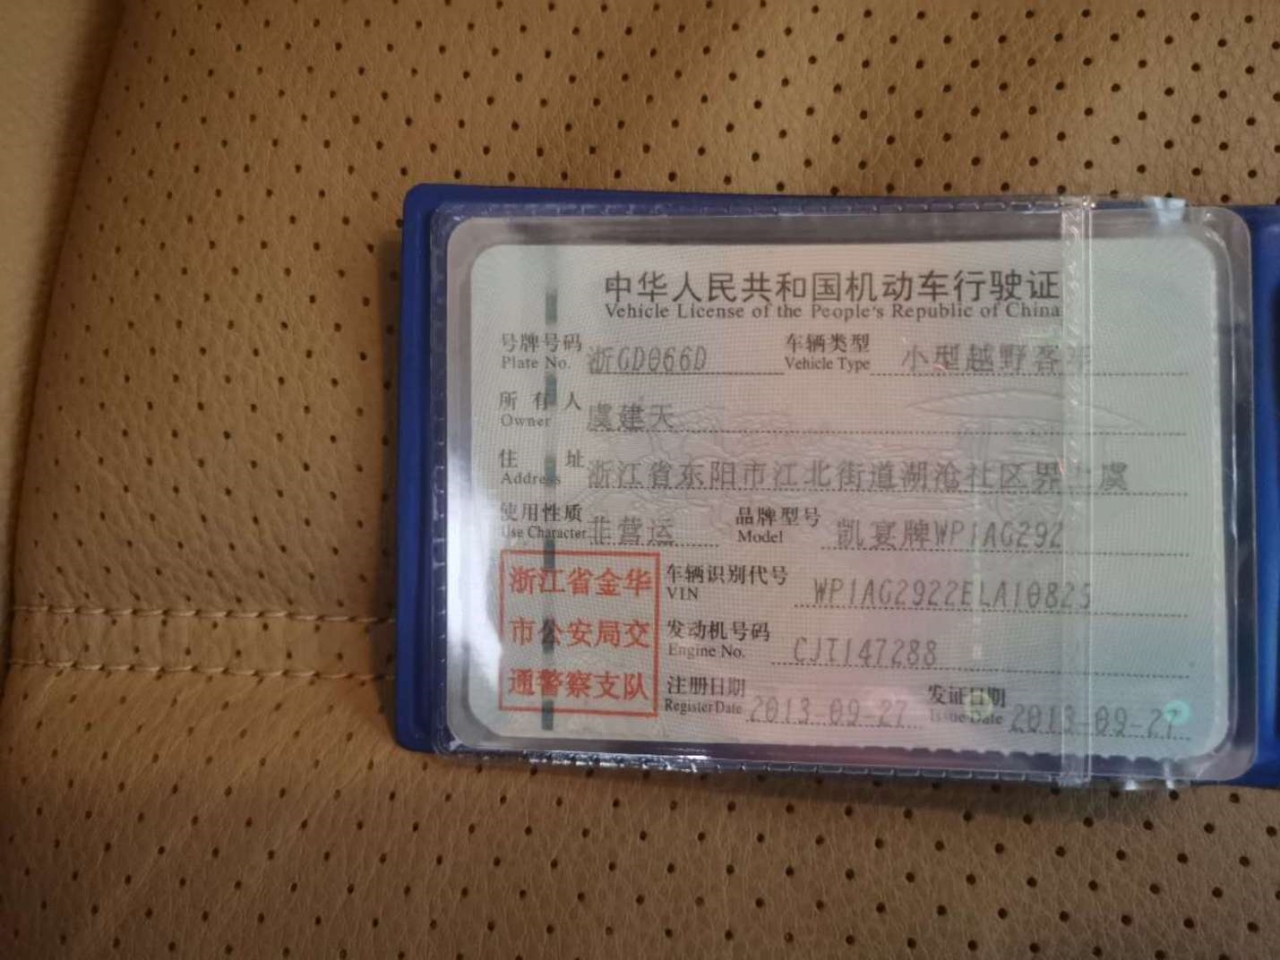 中华人民共和国机动车行驶证
Vehicle License of the People's Republic of China
号牌号码 浙GD066D 车辆类型 小型越野客车
Plate No. Vehicle Type
所有人 虞建天
Owner
住址 浙江省东阳市江北街道湖沧社区界上虞
Address
使用性质 非营运 品牌型号 凯宴牌WP1AG292
Use Character Model
浙江省金华
市公安局交
通警察支队
车辆识别代号 WP1AG2922ELA10825
VIN
发动机号码 CJT147288
Engine No.
注册日期 2013-09-27 发证日期 2013-09-27
Register Date Issue Date